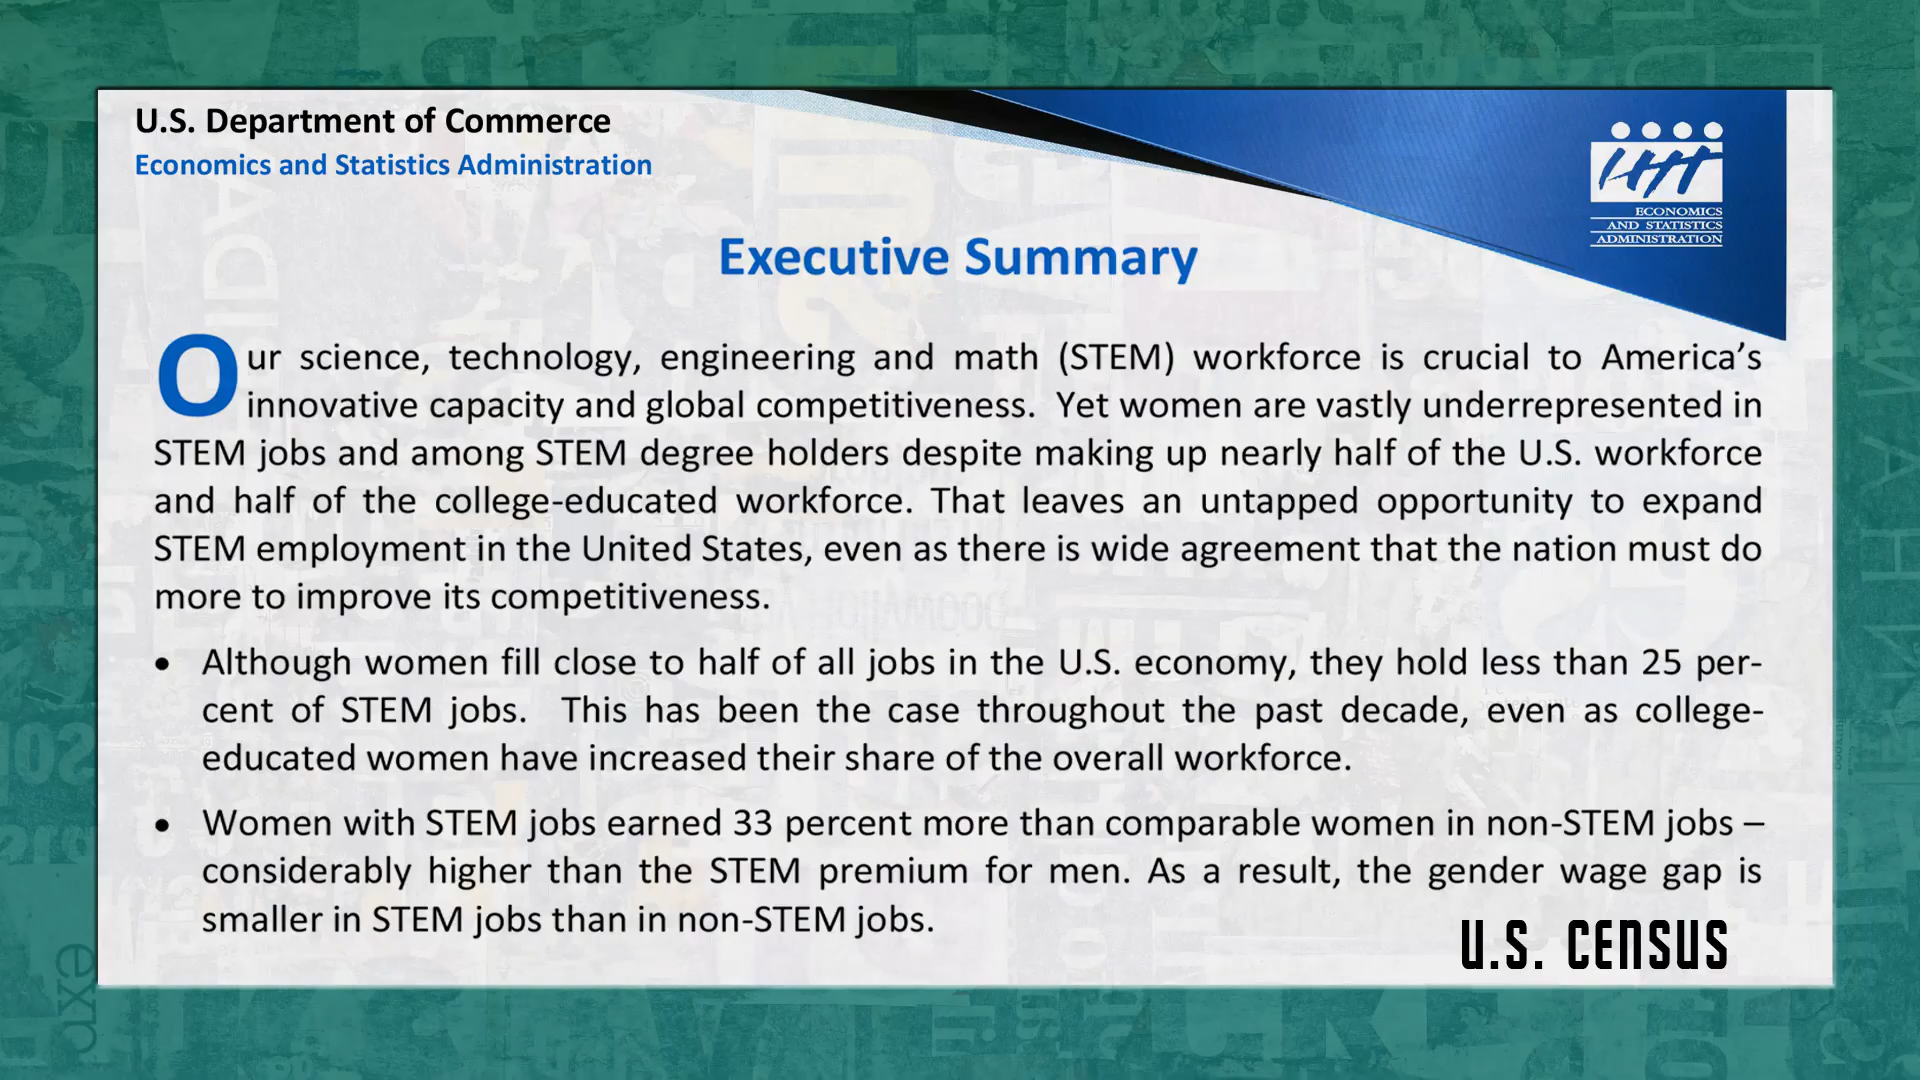 U.S. Department of Commerce
Economics and Statistics Administration
ECONOMICS
AND STATISTICS
ADMINISTRATION
Executive Summary
Our science, technology, engineering and math (STEM) workforce is crucial to America’s
innovative capacity and global competitiveness.  Yet women are vastly underrepresented in
STEM jobs and among STEM degree holders despite making up nearly half of the U.S. workforce
and half of the college-educated workforce. That leaves an untapped opportunity to expand
STEM employment in the United States, even as there is wide agreement that the nation must do
more to improve its competitiveness.
• Although women fill close to half of all jobs in the U.S. economy, they hold less than 25 per-
cent of STEM jobs.  This has been the case throughout the past decade, even as college-
educated women have increased their share of the overall workforce.
• Women with STEM jobs earned 33 percent more than comparable women in non-STEM jobs –
considerably higher than the STEM premium for men. As a result, the gender wage gap is
smaller in STEM jobs than in non-STEM jobs.
U.S. CENSUS